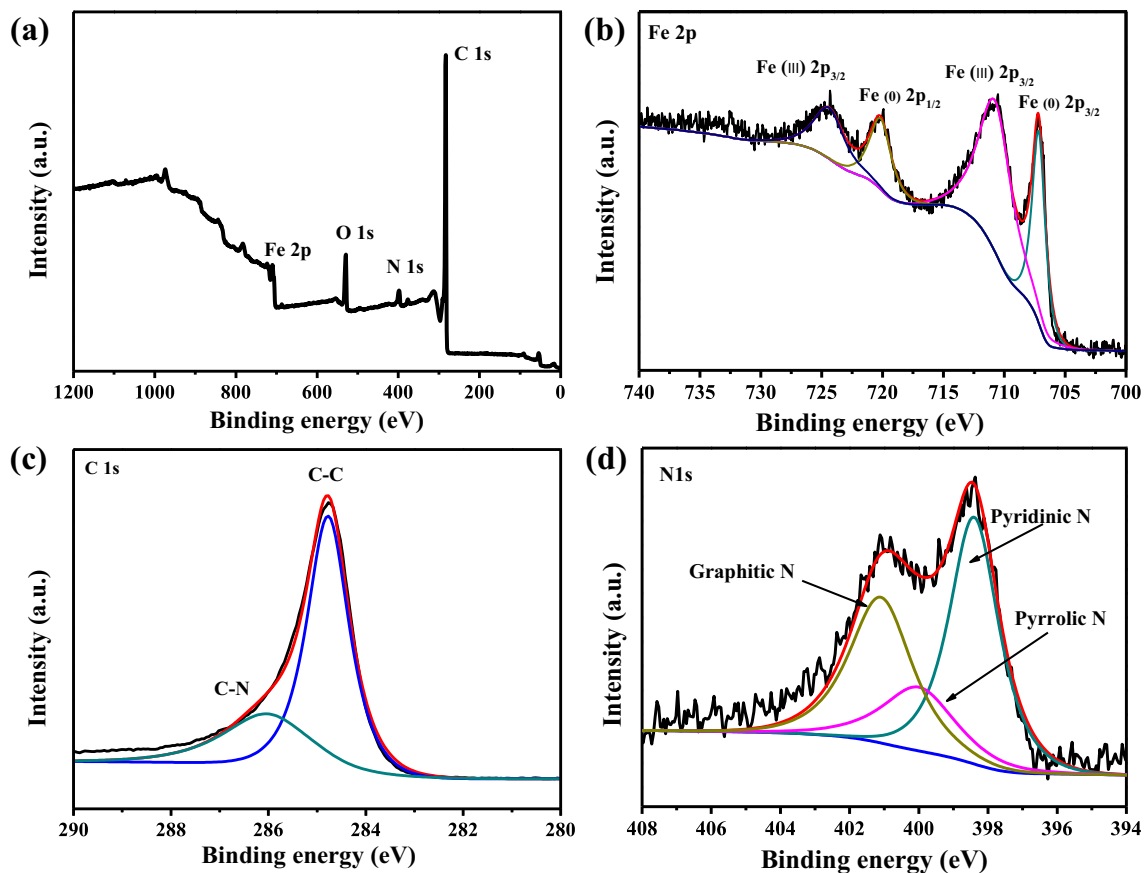 (a)
C 1s
Fe 2p
O 1s
N 1s
Intensity (a.u.)
1200 1000 800 600 400 200 0
Binding energy (eV)
(b)
Fe 2p
Fe (III) 2p3/2
Fe (0) 2p1/2
Fe (III) 2p3/2
Fe (0) 2p3/2
Intensity (a.u.)
740 735 730 725 720 715 710 705 700
Binding energy (eV)
(c)
C 1s
C-C
C-N
Intensity (a.u.)
290 288 286 284 282 280
Binding energy (eV)
(d)
N1s
Pyridinic N
Graphitic N
Pyrrolic N
Intensity (a.u.)
408 406 404 402 400 398 396 394
Binding energy (eV)